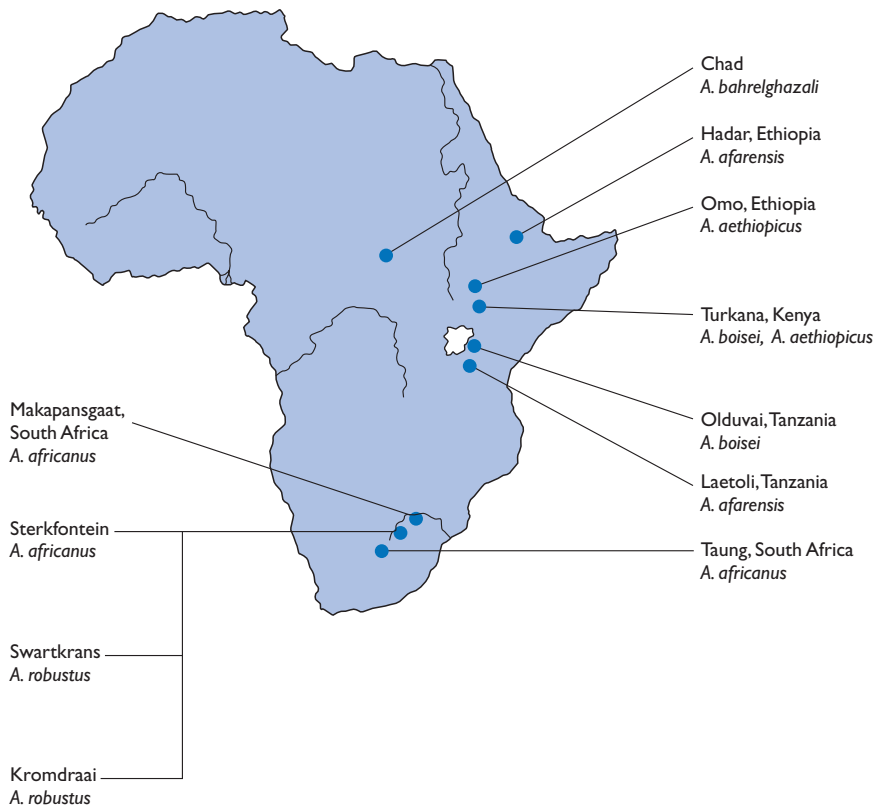 Chad
A. bahrelghazali
Hadar, Ethiopia
A. afarensis
Omo, Ethiopia
A. aethiopicus
Turkana, Kenya
A. boisei, A. aethiopicus
Olduvai, Tanzania
A. boisei
Laetoli, Tanzania
A. afarensis
Taung, South Africa
A. africanus
Makapansgaat,
South Africa
A. africanus
Sterkfontein
A. africanus
Swartkrans
A. robustus
Kromdraai
A. robustus